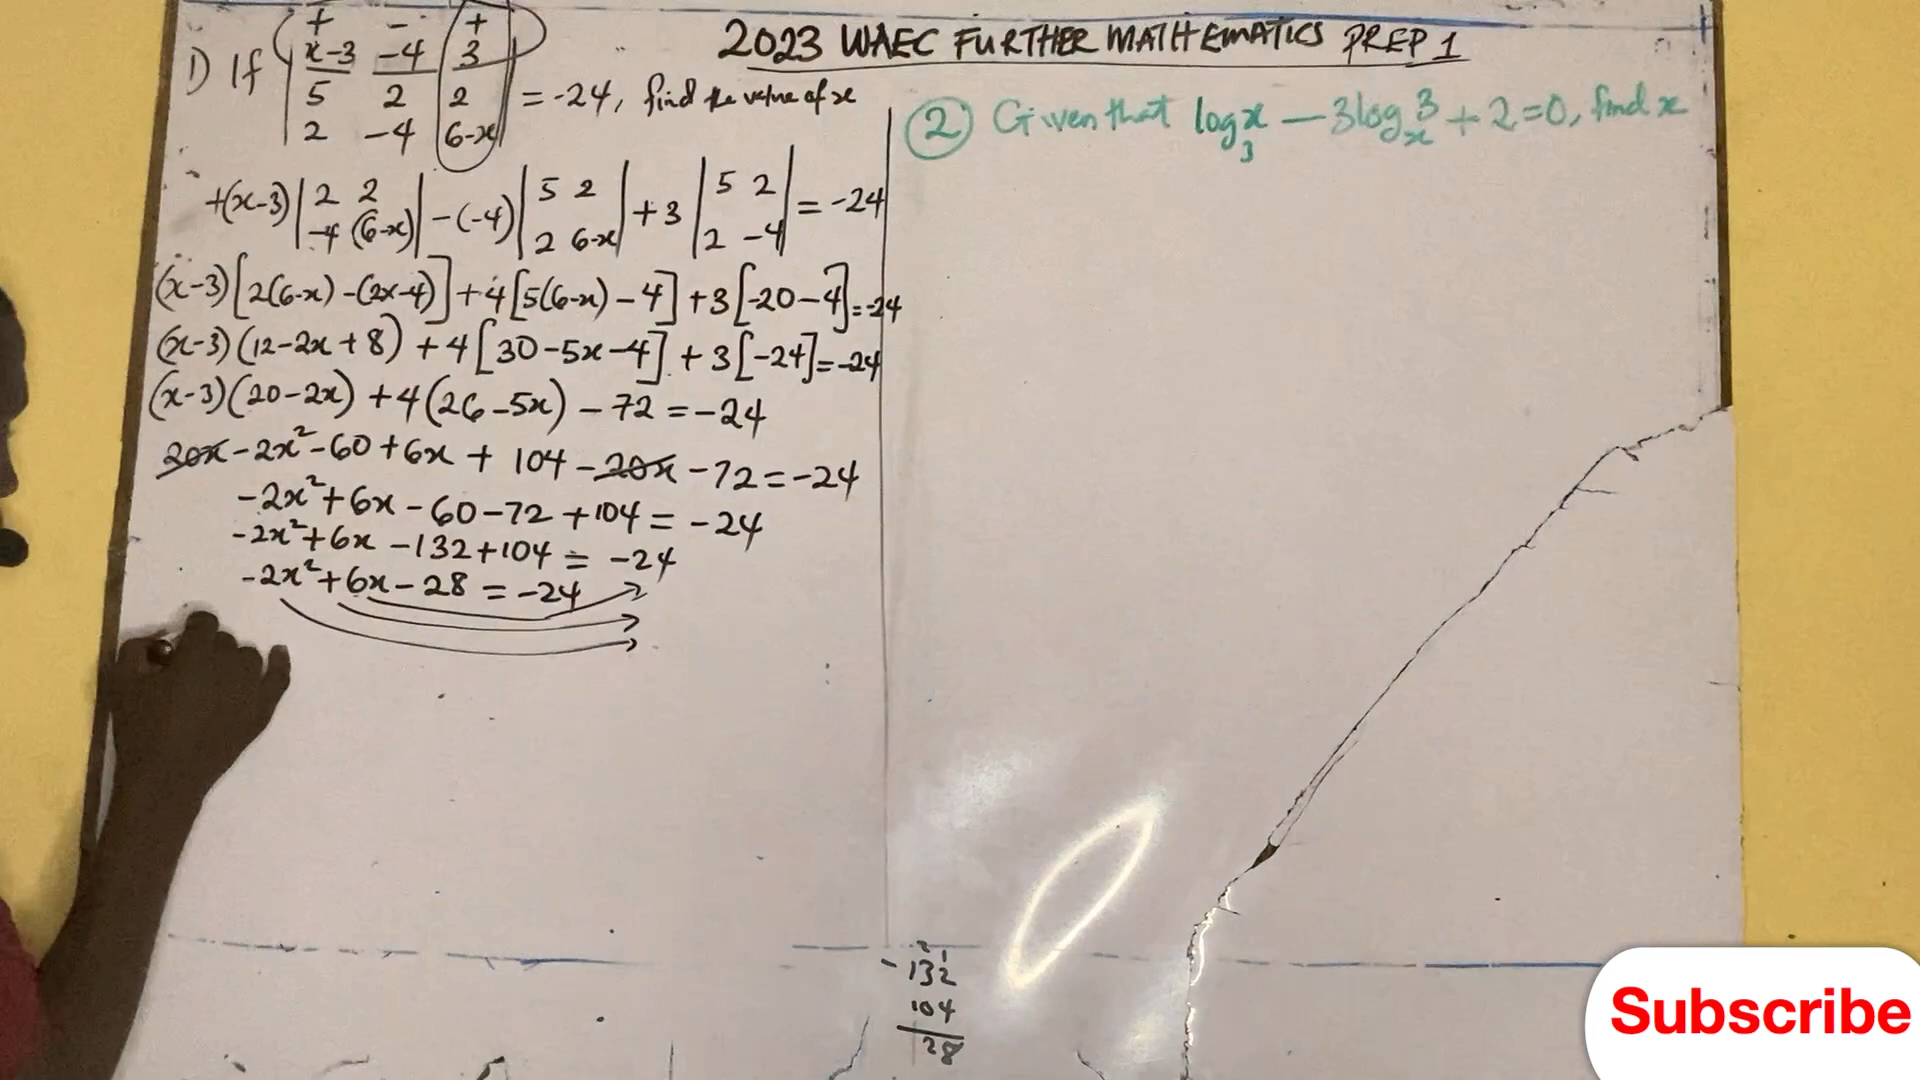 2023 WAEC FURTHER MATHEMATICS PREP 1
+ - +
1) If | x-3 -4 3 |
| 5 2 2 | = -24, find the value of x
| 2 -4 6-x |
+(x-3) | 2 2 | - (-4) | 5 2 | + 3 | 5 2 | = -24
| -4 (6-x) | | 2 6-x | | 2 -4 |
(x-3)[2(6-x) - (2x-4)] + 4[5(6-x) - 4] + 3[-20-4] = -24
(x-3)(12-2x+8) + 4[30-5x-4] + 3[-24] = -24
(x-3)(20-2x) + 4(26-5x) - 72 = -24
20x - 2x² - 60 + 6x + 104 - 20x - 72 = -24
-2x² + 6x - 60 - 72 + 104 = -24
-2x² + 6x - 132 + 104 = -24
-2x² + 6x - 28 = -24
② Given that log₃x - 3logₓ3 + 2 = 0, find x
2 1
- 132
104
28
Subscribe